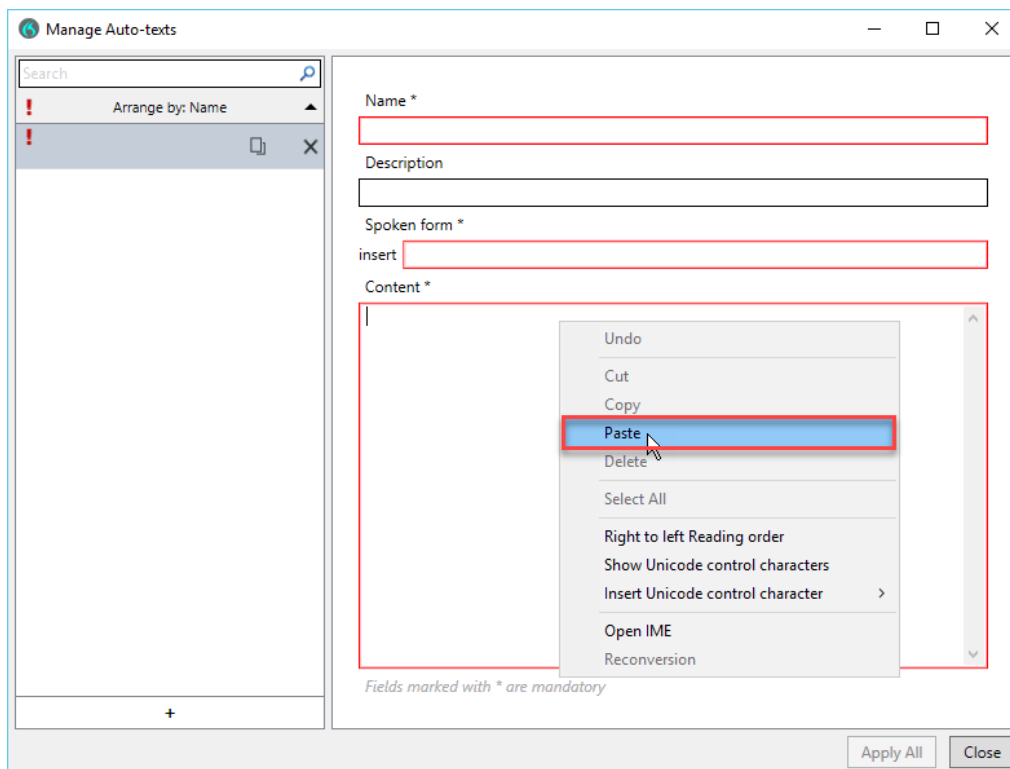 Manage Auto-texts
Search
! Arrange by: Name
!
Name *
Description
Spoken form *
insert
Content *
Undo
Cut
Copy
Paste
Delete
Select All
Right to left Reading order
Show Unicode control characters
Insert Unicode control character
Open IME
Reconversion
Fields marked with * are mandatory
+
Apply All Close